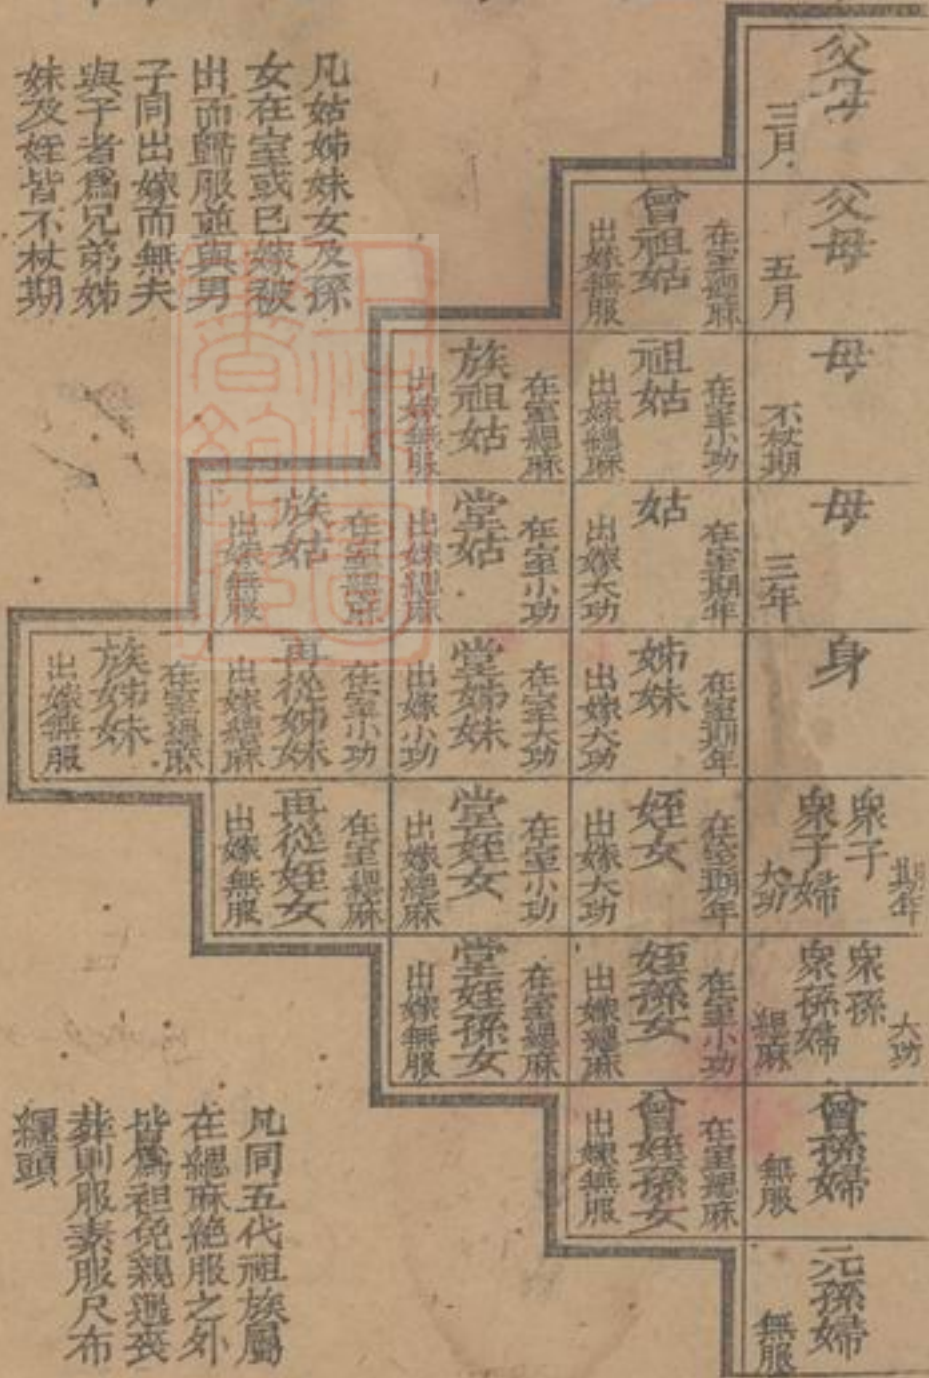 父母
三月
父母
五月
曾祖姑
在室緦麻
出嫁無服
母
不杖期
祖姑
在室小功
出嫁緦麻
族祖姑
在室緦麻
出嫁無服
母
三年
姑
在室期年
出嫁大功
堂姑
在室小功
出嫁緦麻
族姑
在室緦麻
出嫁無服
身
姊妹
在室期年
出嫁大功
堂姊妹
在室大功
出嫁小功
再從姊妹
在室小功
出嫁緦麻
族姊妹
在室緦麻
出嫁無服
衆子
期年
衆子婦
大功
姪女
在室期年
出嫁大功
堂姪女
在室小功
出嫁緦麻
再從姪女
在室緦麻
出嫁無服
衆孫
大功
衆孫婦
緦麻
姪孫女
在室小功
出嫁緦麻
堂姪孫女
在室緦麻
出嫁無服
曾孫婦
無服
曾姪孫女
在室緦麻
出嫁無服
元孫婦
無服
凡姑姊妹女及孫
女在室或已嫁被
出而歸服並與男
子同出嫁而無夫
與子者爲兄弟姊
妹及姪皆不杖期
凡同五代祖族屬
在緦麻絶服之外
皆爲袒免親遇喪
葬則服素服尺布
纏頭